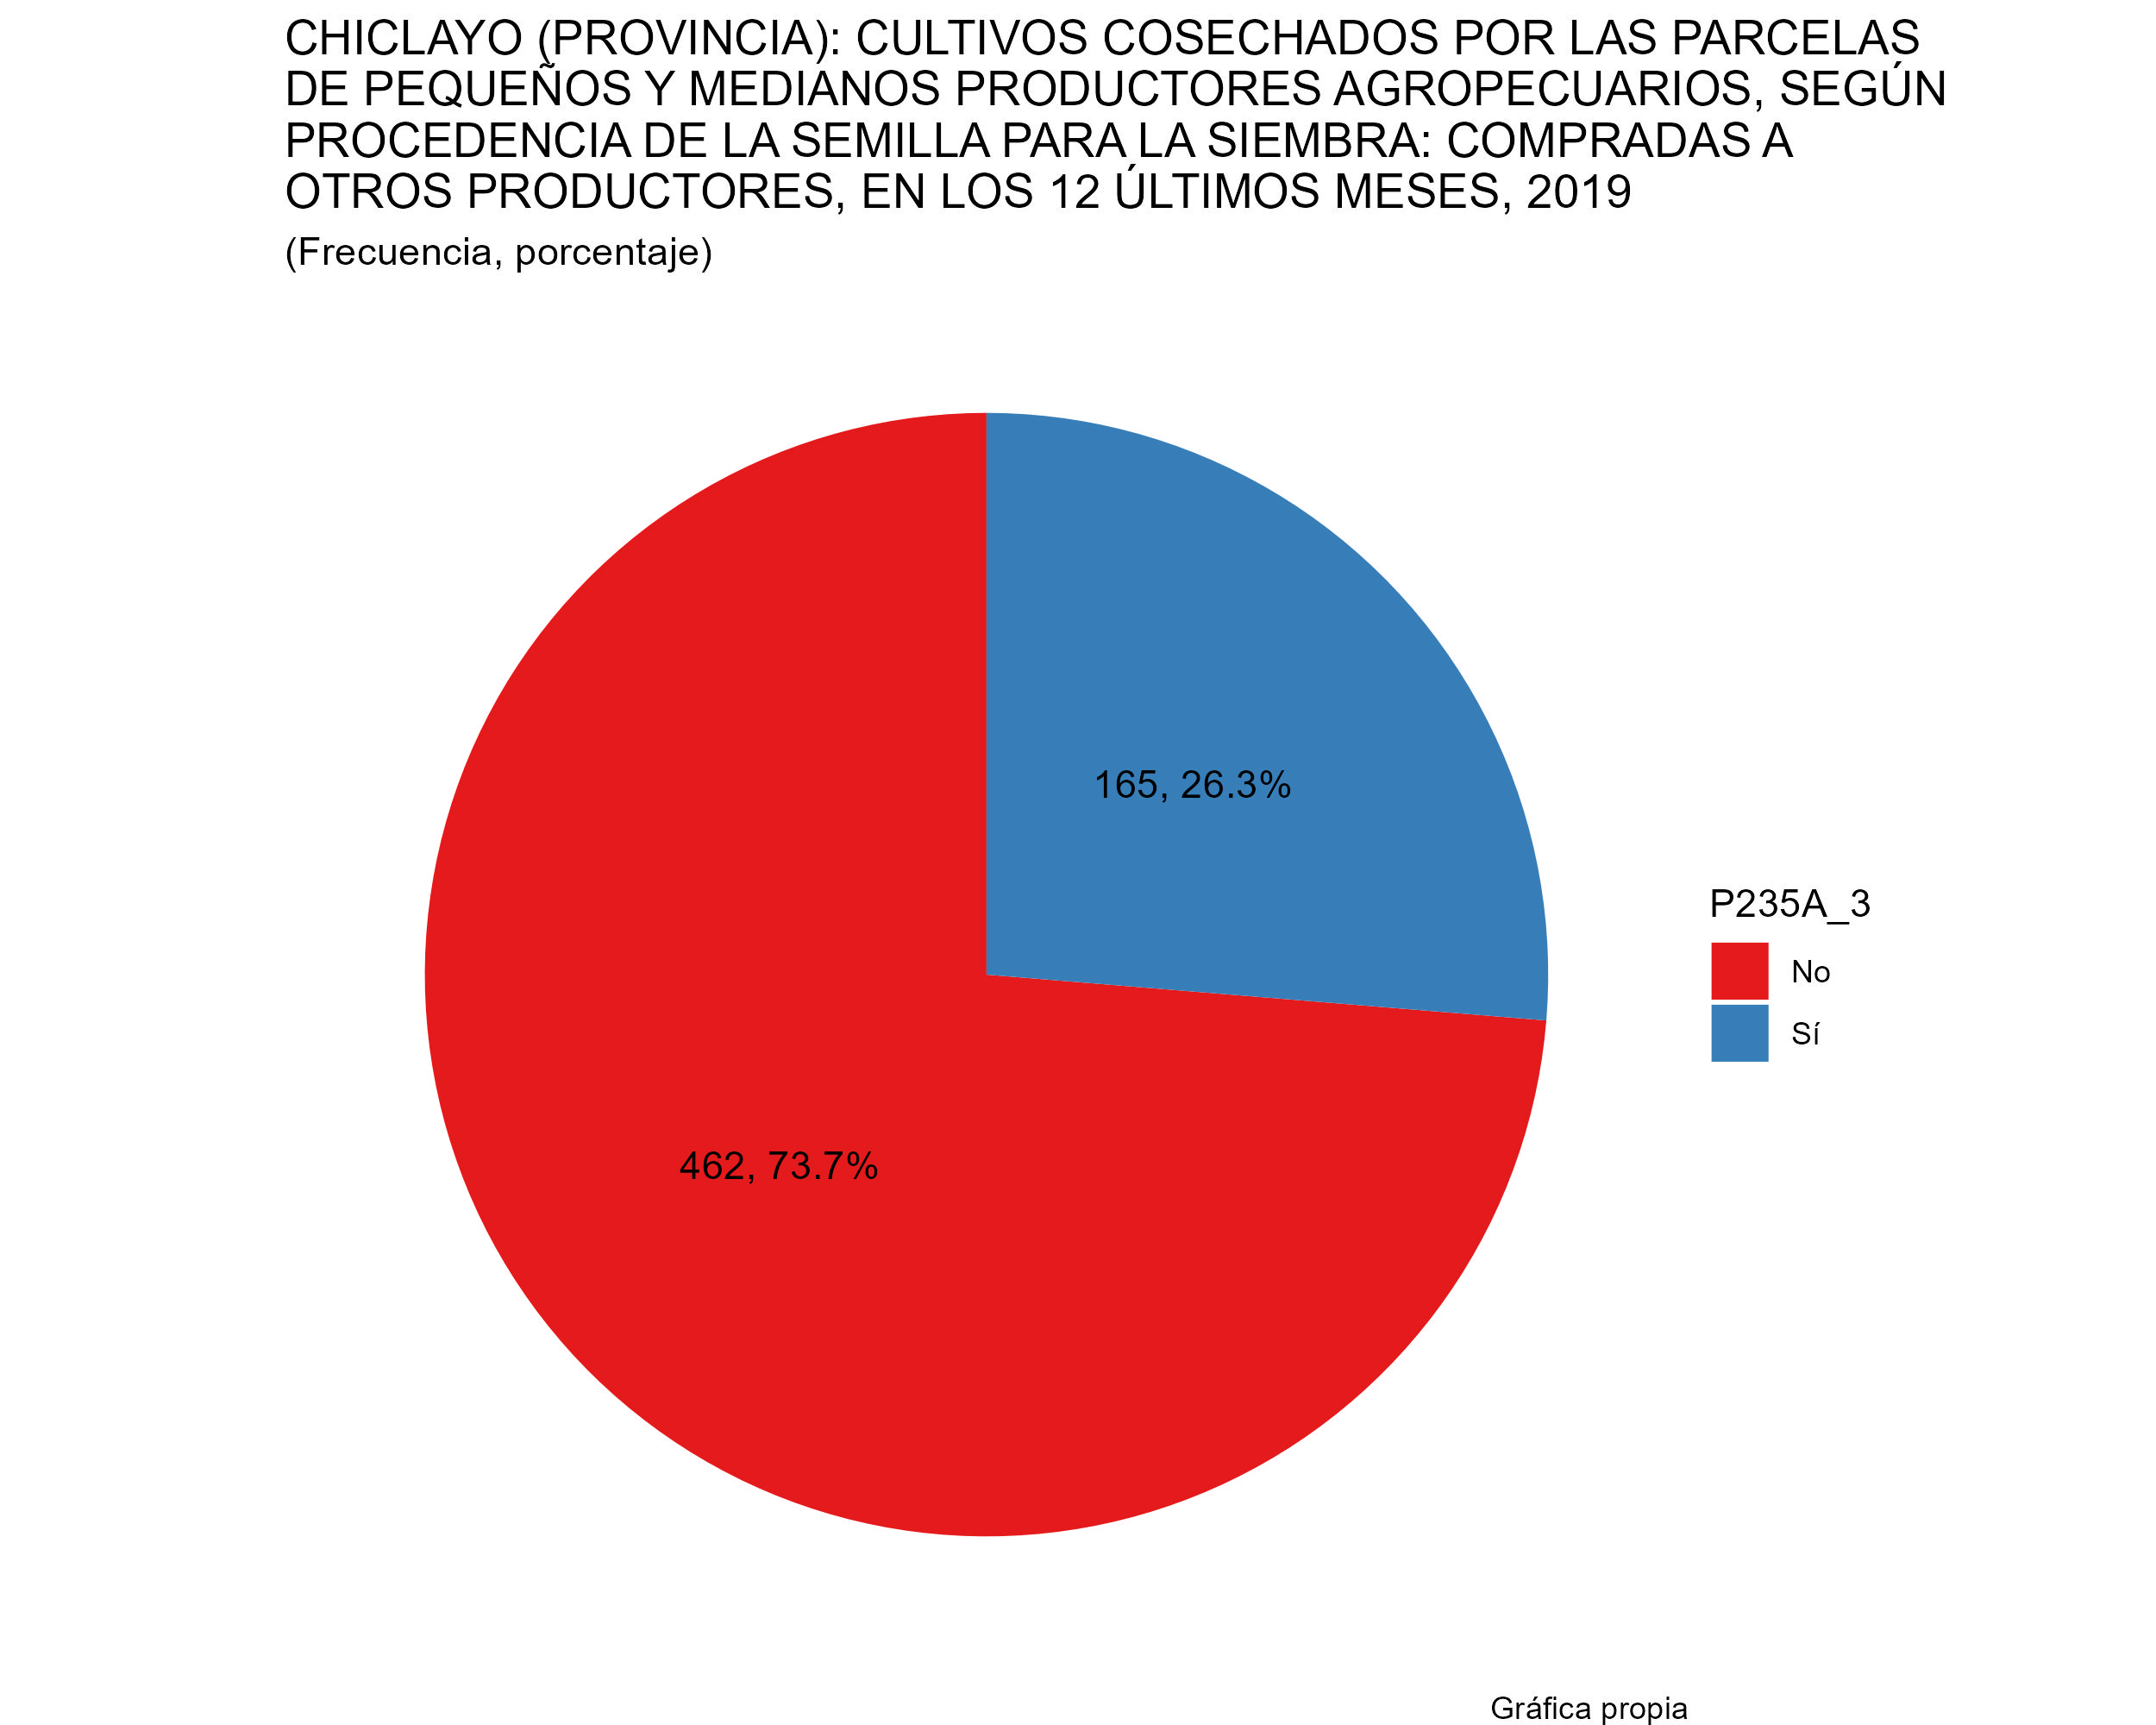 CHICLAYO (PROVINCIA): CULTIVOS COSECHADOS POR LAS PARCELAS
DE PEQUEÑOS Y MEDIANOS PRODUCTORES AGROPECUARIOS, SEGÚN
PROCEDENCIA DE LA SEMILLA PARA LA SIEMBRA: COMPRADAS A
OTROS PRODUCTORES, EN LOS 12 ÚLTIMOS MESES, 2019
(Frecuencia, porcentaje)
165, 26.3%
462, 73.7%
P235A_3
No
Sí
Gráfica propia